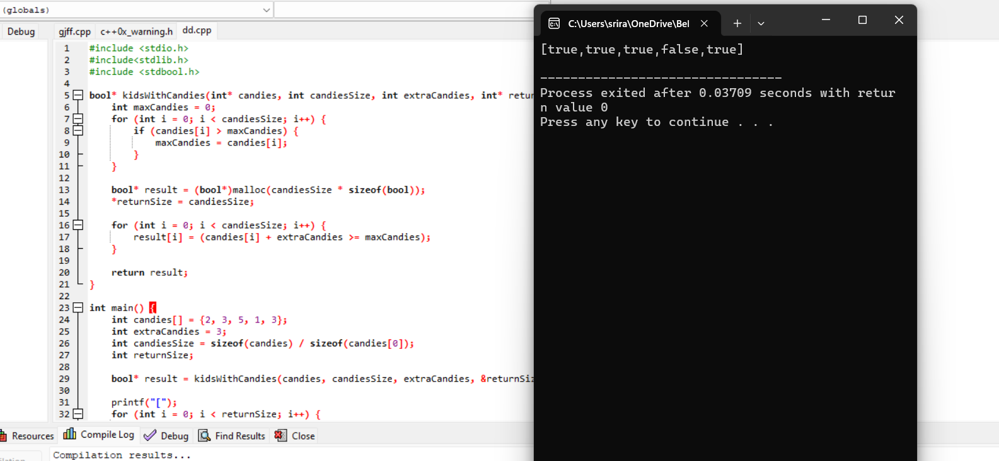 (globals)
Debug
gjff.cpp c++0x_warning.h dd.cpp
1 #include <stdio.h>
2 #include<stdlib.h>
3 #include <stdbool.h>
4
5 bool* kidsWithCandies(int* candies, int candiesSize, int extraCandies, int* retur
6 int maxCandies = 0;
7 for (int i = 0; i < candiesSize; i++) {
8 if (candies[i] > maxCandies) {
9 maxCandies = candies[i];
10 }
11 }
12
13 bool* result = (bool*)malloc(candiesSize * sizeof(bool));
14 *returnSize = candiesSize;
15
16 for (int i = 0; i < candiesSize; i++) {
17 result[i] = (candies[i] + extraCandies >= maxCandies);
18 }
19
20 return result;
21 }
22
23 int main() {
24 int candies[] = {2, 3, 5, 1, 3};
25 int extraCandies = 3;
26 int candiesSize = sizeof(candies) / sizeof(candies[0]);
27 int returnSize;
28
29 bool* result = kidsWithCandies(candies, candiesSize, extraCandies, &returnSiz
30
31 printf("[");
32 for (int i = 0; i < returnSize; i++) {
Resources Compile Log Debug Find Results Close
Compilation results...
C:\Users\srira\OneDrive\Bel
[true,true,true,false,true]
--------------------------------
Process exited after 0.03709 seconds with retur
n value 0
Press any key to continue . . .